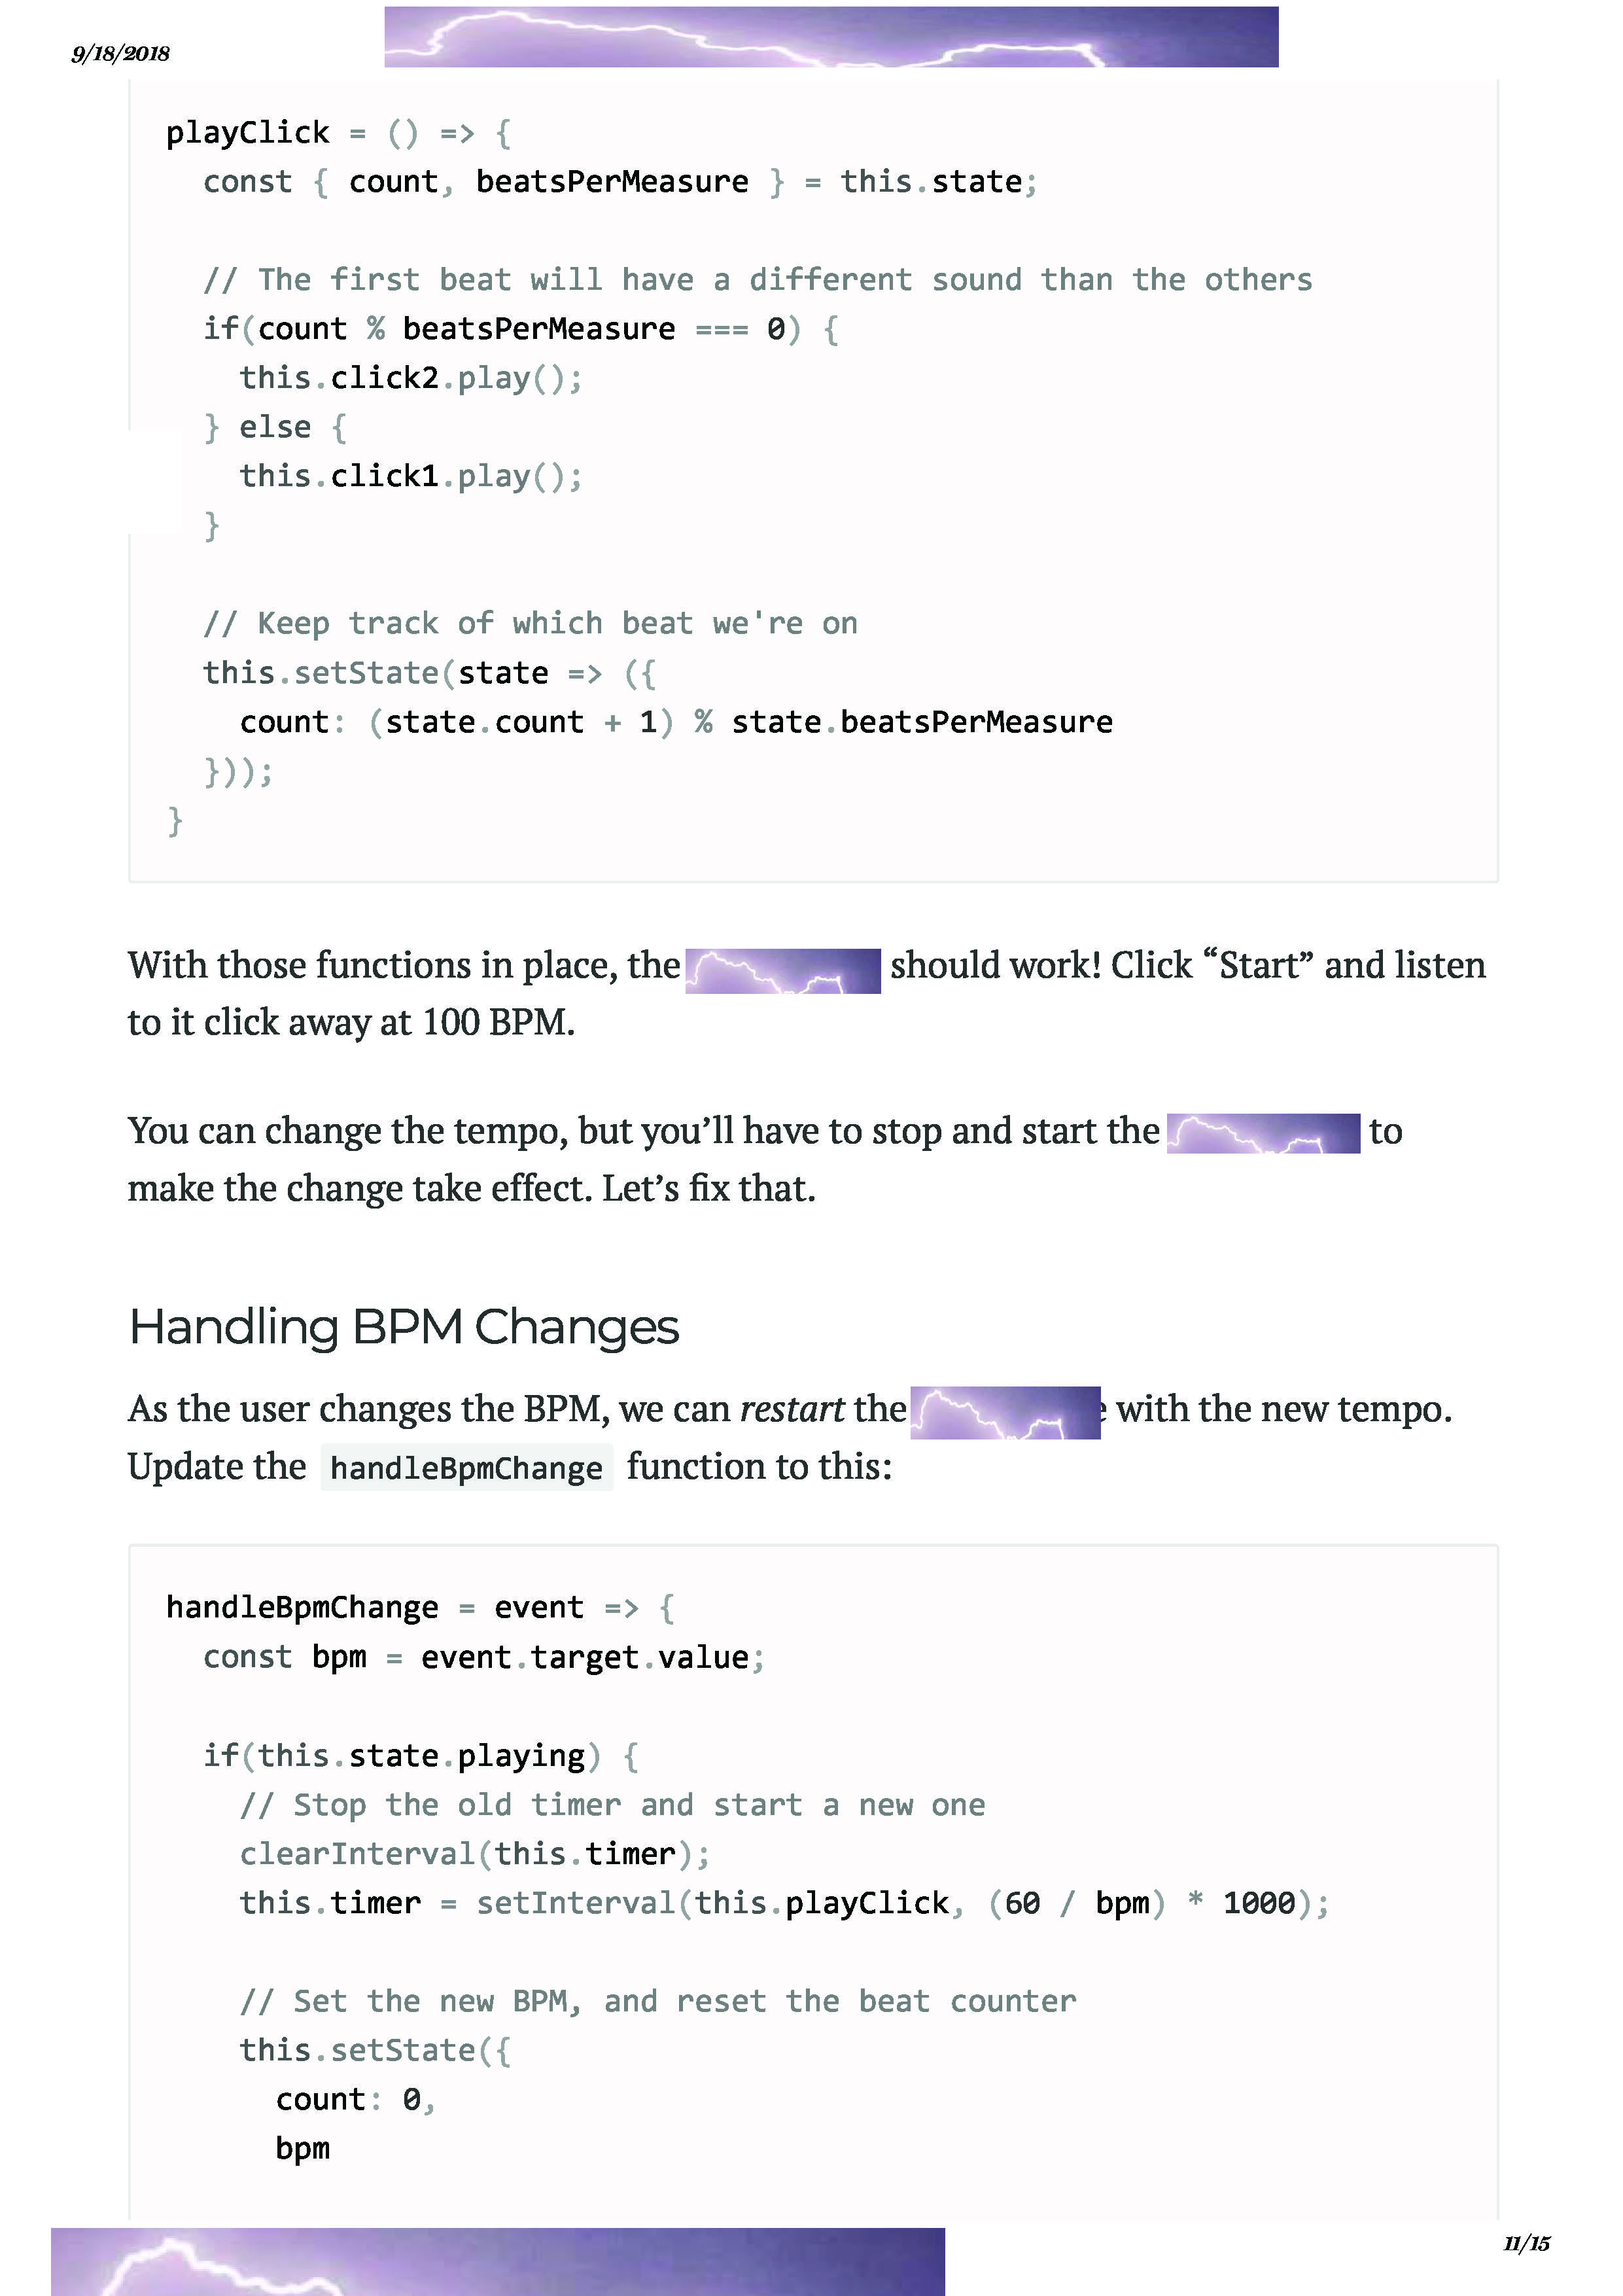 9/18/2018
playClick = () => {
  const { count, beatsPerMeasure } = this.state;

  // The first beat will have a different sound than the others
  if(count % beatsPerMeasure === 0) {
    this.click2.play();
  } else {
    this.click1.play();
  }

  // Keep track of which beat we're on
  this.setState(state => ({
    count: (state.count + 1) % state.beatsPerMeasure
  }));
}
With those functions in place, the should work! Click “Start” and listen
to it click away at 100 BPM.
You can change the tempo, but you’ll have to stop and start the to
make the change take effect. Let’s fix that.
Handling BPM Changes
As the user changes the BPM, we can restart the with the new tempo.
Update the handleBpmChange function to this:
handleBpmChange = event => {
  const bpm = event.target.value;

  if(this.state.playing) {
    // Stop the old timer and start a new one
    clearInterval(this.timer);
    this.timer = setInterval(this.playClick, (60 / bpm) * 1000);

    // Set the new BPM, and reset the beat counter
    this.setState({
      count: 0,
      bpm
11/15